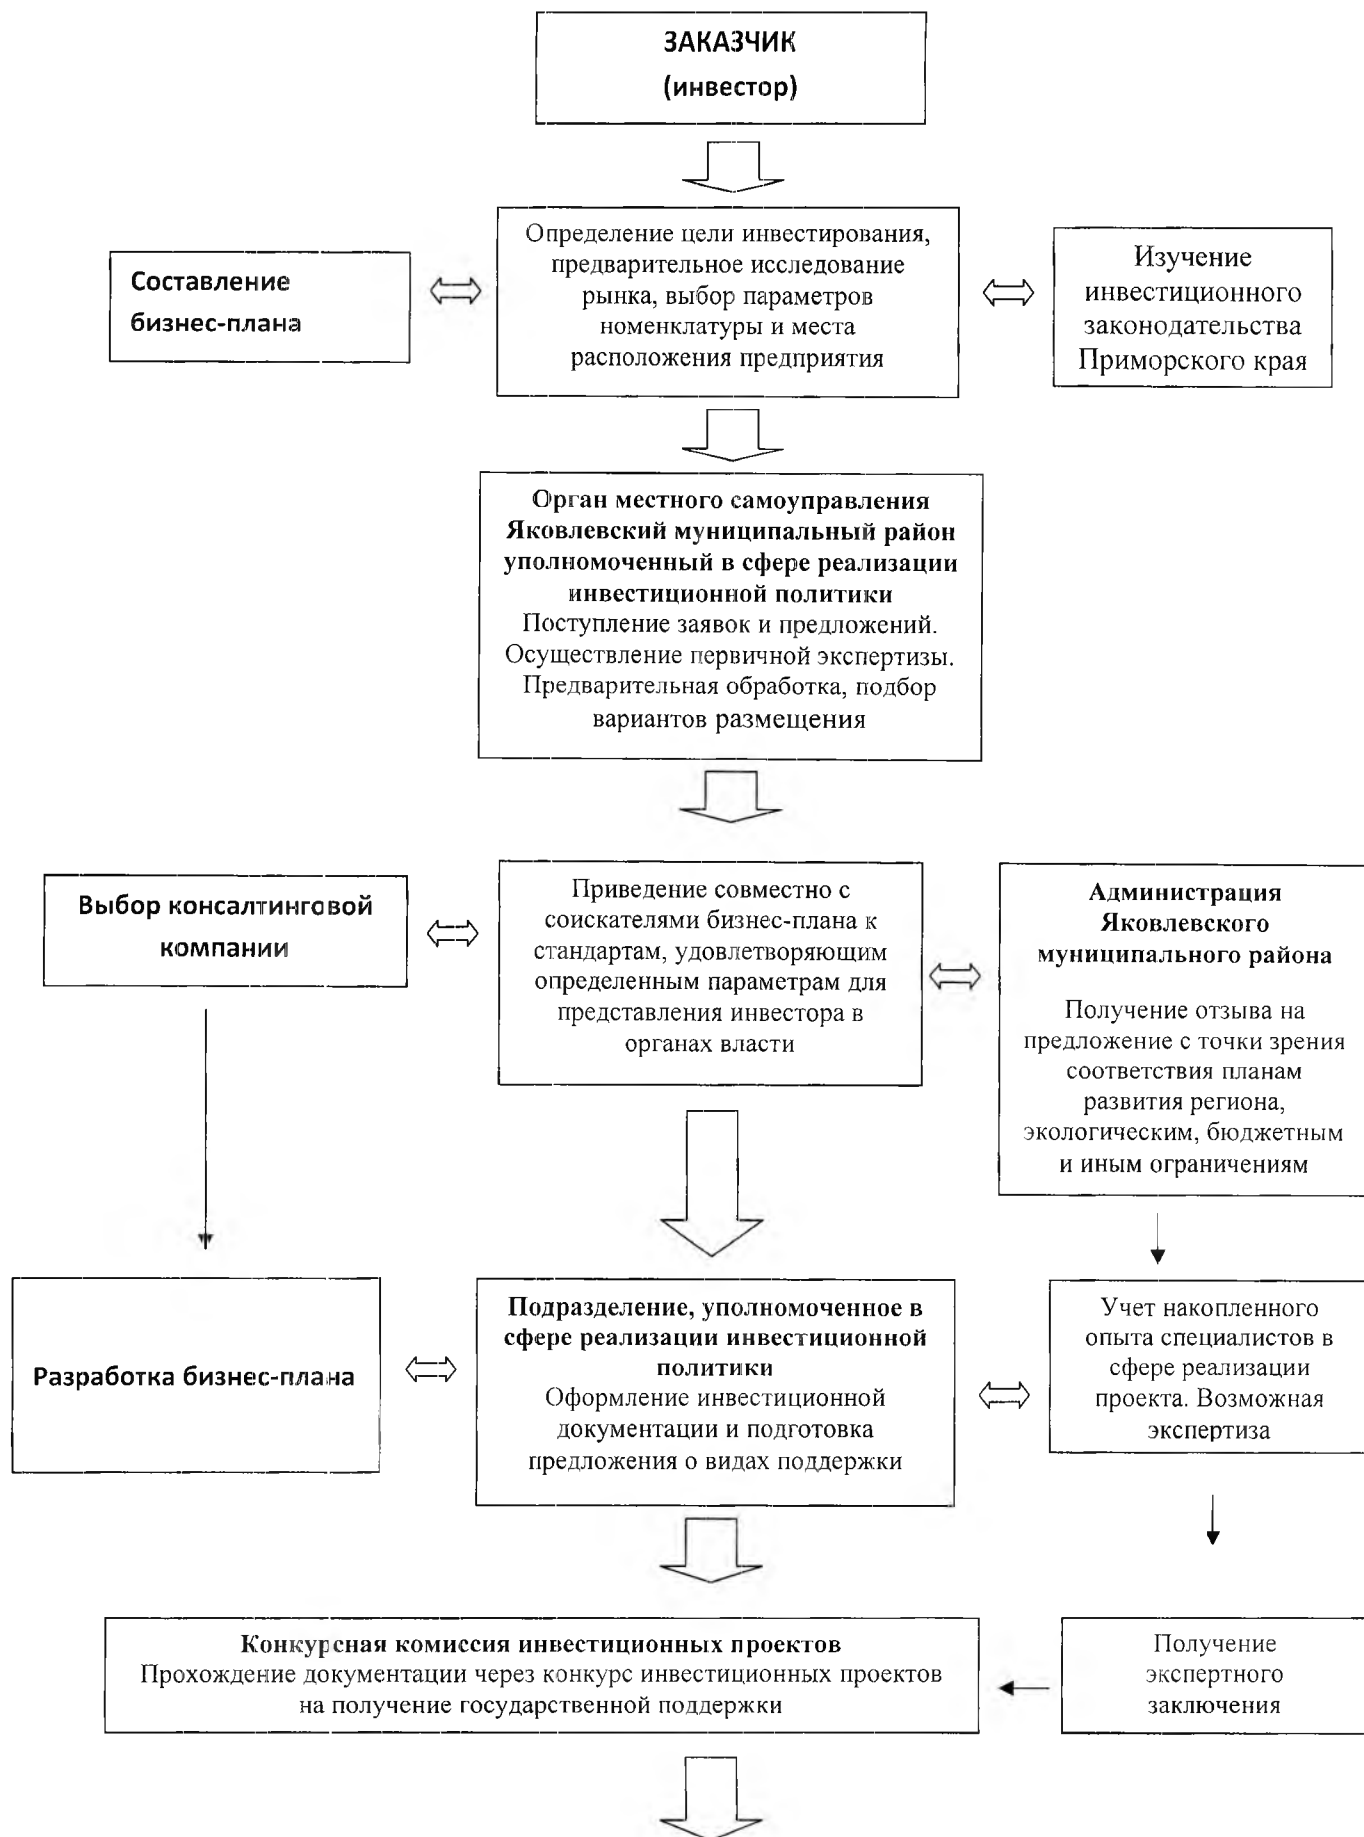 ЗАКАЗЧИК
(инвестор)
Составление
бизнес-плана
Определение цели инвестирования,
предварительное исследование
рынка, выбор параметров
номенклатуры и места
расположения предприятия
Изучение
инвестиционного
законодательства
Приморского края
Орган местного самоуправления
Яковлевский муниципальный район
уполномоченный в сфере реализации
инвестиционной политики
Поступление заявок и предложений.
Осуществление первичной экспертизы.
Предварительная обработка, подбор
вариантов размещения
Выбор консалтинговой
компании
Приведение совместно с
соискателями бизнес-плана к
стандартам, удовлетворяющим
определенным параметрам для
представления инвестора в
органах власти
Администрация
Яковлевского
муниципального района
Получение отзыва на
предложение с точки зрения
соответствия планам
развития региона,
экологическим, бюджетным
и иным ограничениям
Разработка бизнес-плана
Подразделение, уполномоченное в
сфере реализации инвестиционной
политики
Оформление инвестиционной
документации и подготовка
предложения о видах поддержки
Учет накопленного
опыта специалистов в
сфере реализации
проекта. Возможная
экспертиза
Конкурсная комиссия инвестиционных проектов
Прохождение документации через конкурс инвестиционных проектов
на получение государственной поддержки
Получение
экспертного
заключения